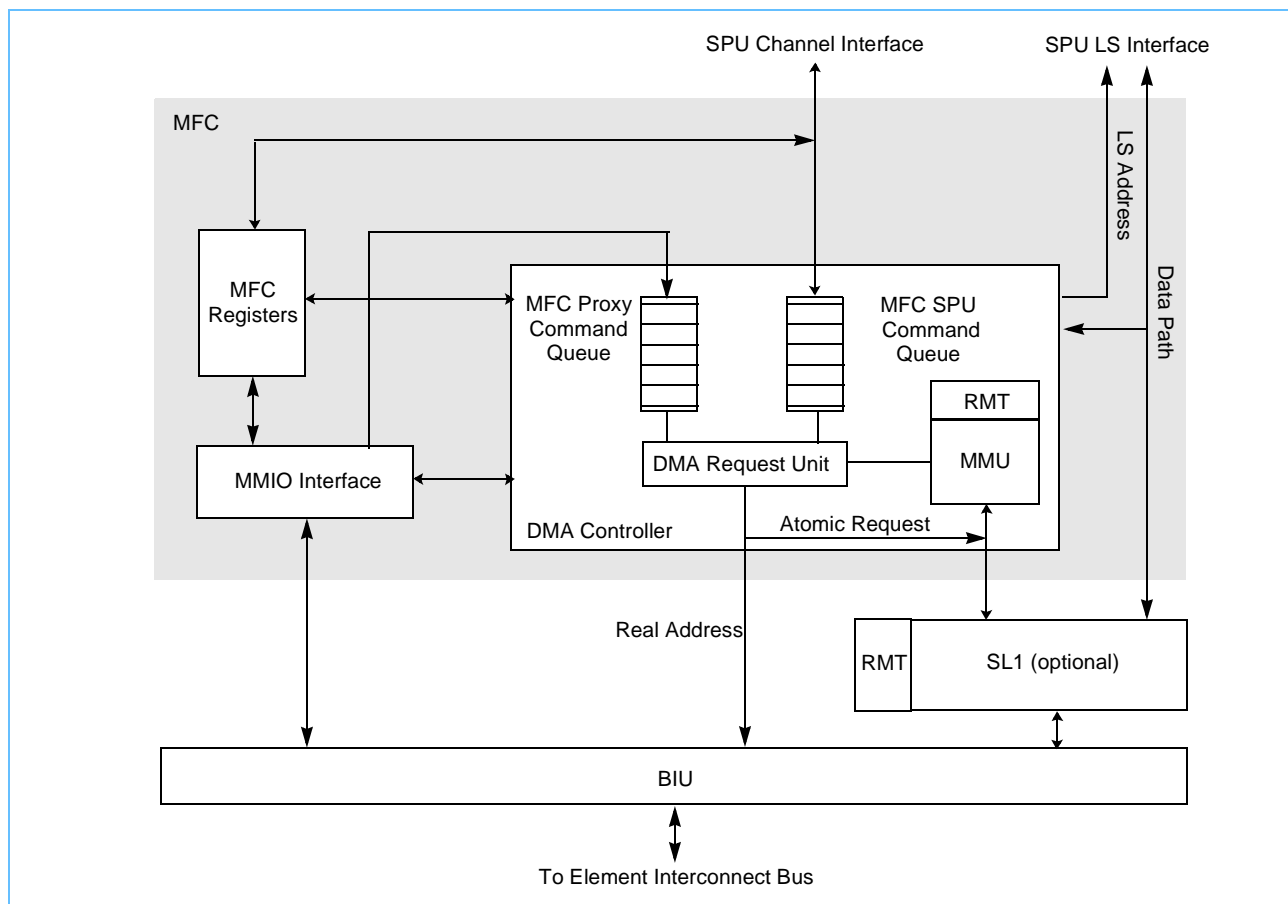 SPU Channel Interface
SPU LS Interface
MFC
LS Address
Data Path
MFC
Registers
MFC Proxy
Command
Queue
MFC SPU
Command
Queue
RMT
MMU
DMA Request Unit
MMIO Interface
Atomic Request
DMA Controller
Real Address
RMT
SL1 (optional)
BIU
To Element Interconnect Bus